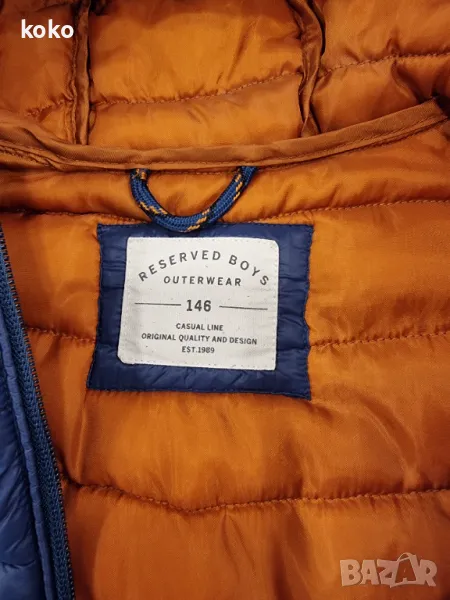 koko
RESERVED BOYS
OUTERWEAR
146
CASUAL LINE
ORIGINAL QUALITY AND DESIGN
EST.1989
BAZAR